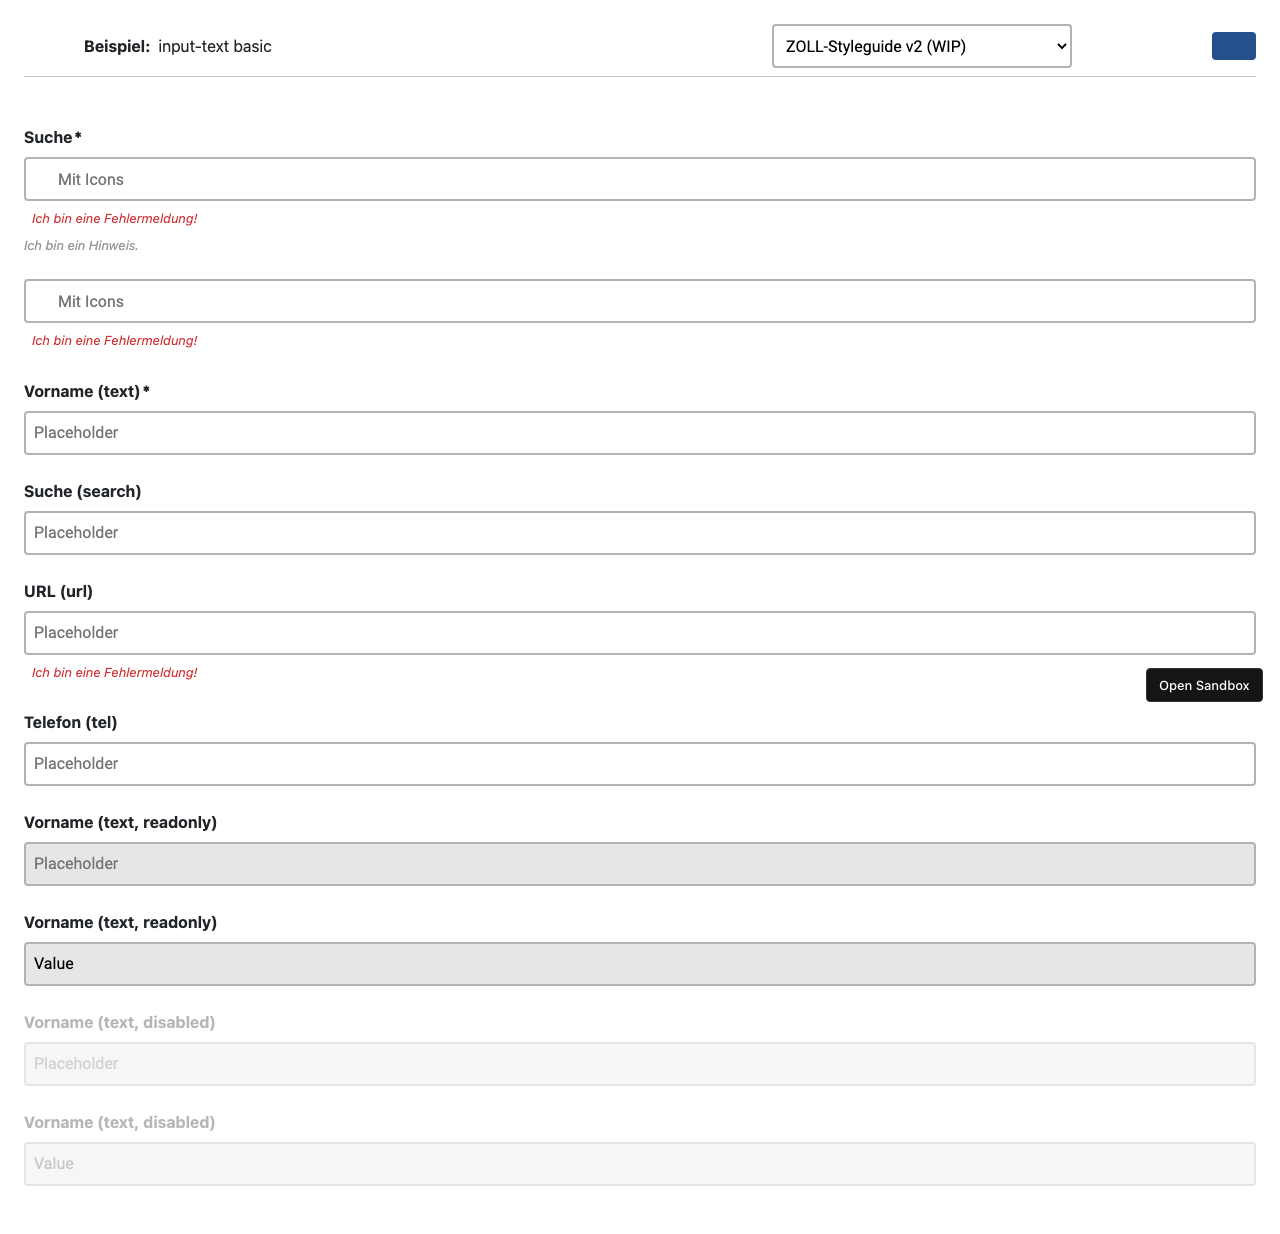 Beispiel: input-text basic
ZOLL-Styleguide v2 (WIP)
Suche*
Mit Icons
Ich bin eine Fehlermeldung!
Ich bin ein Hinweis.
Mit Icons
Ich bin eine Fehlermeldung!
Vorname (text)*
Placeholder
Suche (search)
Placeholder
URL (url)
Placeholder
Ich bin eine Fehlermeldung!
Open Sandbox
Telefon (tel)
Placeholder
Vorname (text, readonly)
Placeholder
Vorname (text, readonly)
Value
Vorname (text, disabled)
Placeholder
Vorname (text, disabled)
Value